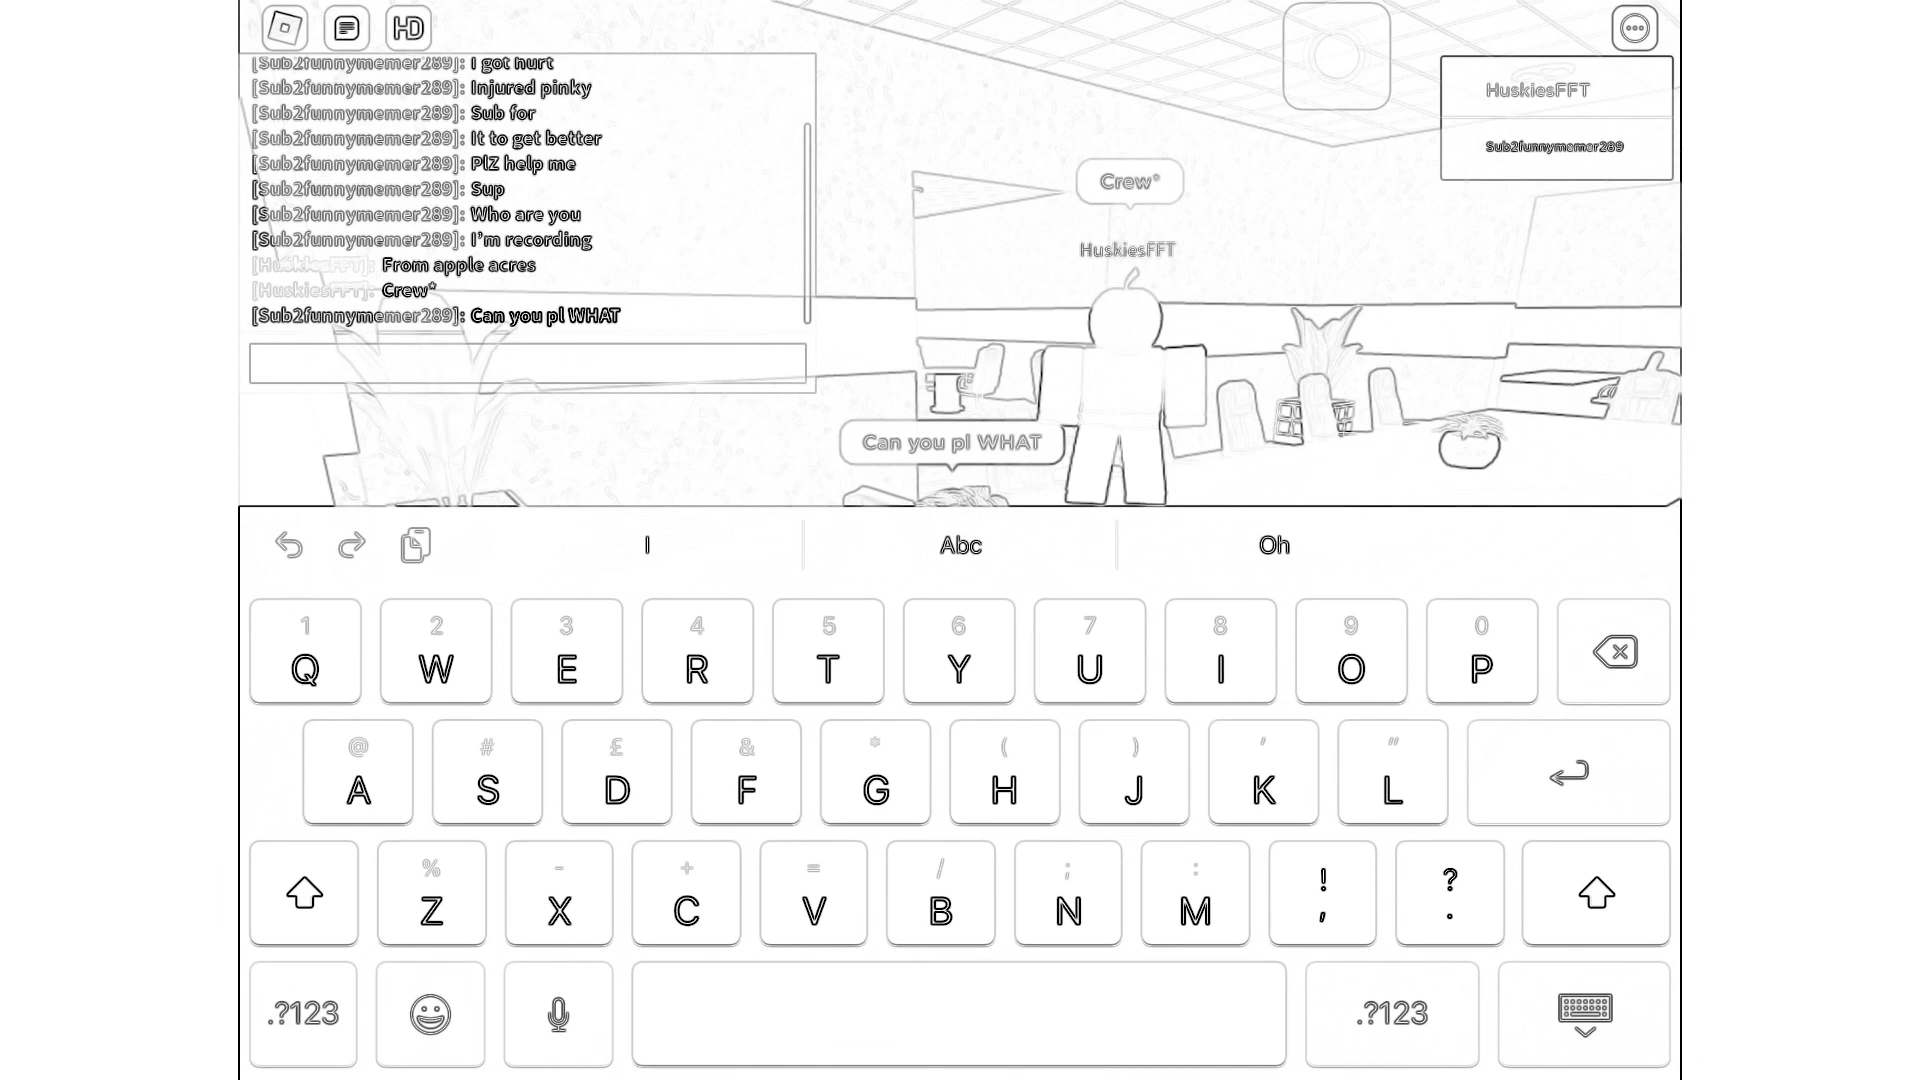 HD
[Sub2funnymemer289]: I got hurt
[Sub2funnymemer289]: Injured pinky
[Sub2funnymemer289]: Sub for
[Sub2funnymemer289]: It to get better
[Sub2funnymemer289]: PlZ help me
[Sub2funnymemer289]: Sup
[Sub2funnymemer289]: Who are you
[Sub2funnymemer289]: I'm recording
[HuskiesFFT]: From apple acres
[HuskiesFFT]: Crew*
[Sub2funnymemer289]: Can you pl WHAT
HuskiesFFT
Sub2funnymemer289
Crew*
HuskiesFFT
Can you pl WHAT
I Abc Oh
1 2 3 4 5 6 7 8 9 0
Q W E R T Y U I O P
@ # £ & * ( ) ' "
A S D F G H J K L
% - + = / ; : ! ?
Z X C V B N M , .
.?123 .?123